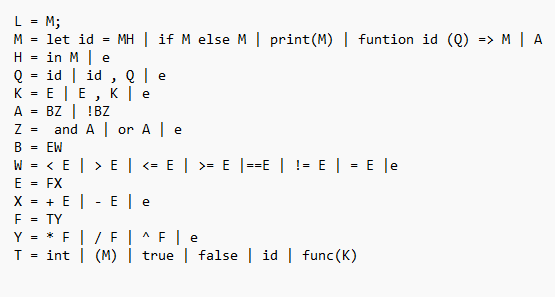 L = M;
M = let id = MH | if M else M | print(M) | funtion id (Q) => M | A
H = in M | e
Q = id | id , Q | e
K = E | E , K | e
A = BZ | !BZ
Z =  and A | or A | e
B = EW
W = < E | > E | <= E | >= E |==E | != E | = E |e
E = FX
X = + E | - E | e
F = TY
Y = * F | / F | ^ F | e
T = int | (M) | true | false | id | func(K)